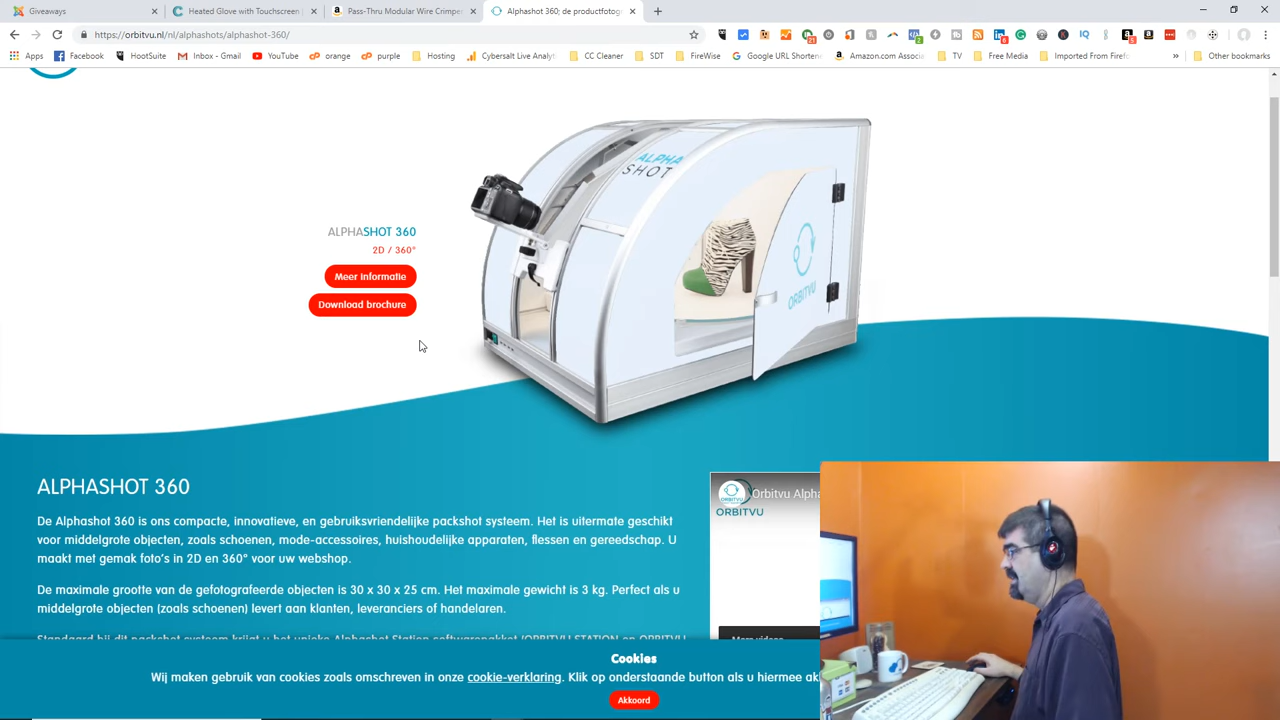 Giveaways
Heated Glove with Touchscreen
Pass-Thru Modular Wire Crimper
Alphashot 360; de productfotog
https://orbitvu.nl/nl/alphashots/alphashot-360/
Apps
Facebook
HootSuite
Inbox - Gmail
YouTube
orange
purple
Hosting
Cybersalt Live Analyt
CC Cleaner
SDT
FireWise
Google URL Shorten
Amazon.com Associa
TV
Free Media
Imported From Firefo
Other bookmarks
ALPHA
SHOT
ORBITVU
ALPHASHOT 360
2D / 360°
Meer informatie
Download brochure
ALPHASHOT 360
De Alphashot 360 is ons compacte, innovatieve, en gebruiksvriendelijke packshot systeem. Het is uitermate geschikt
voor middelgrote objecten, zoals schoenen, mode-accessoires, huishoudelijke apparaten, flessen en gereedschap. U
maakt met gemak foto's in 2D en 360° voor uw webshop.
De maximale grootte van de gefotografeerde objecten is 30 x 30 x 25 cm. Het maximale gewicht is 3 kg. Perfect als u
middelgrote objecten (zoals schoenen) levert aan klanten, leveranciers of handelaren.
Standaard bij dit packshot systeem krijgt u het unieke Alphashot Station softwarepakket (ORBITVU STATION en ORBITVU
Orbitvu Alpha
ORBITVU
More videos
Cookies
Wij maken gebruik van cookies zoals omschreven in onze cookie-verklaring. Klik op onderstaande button als u hiermee ak
Akkoord